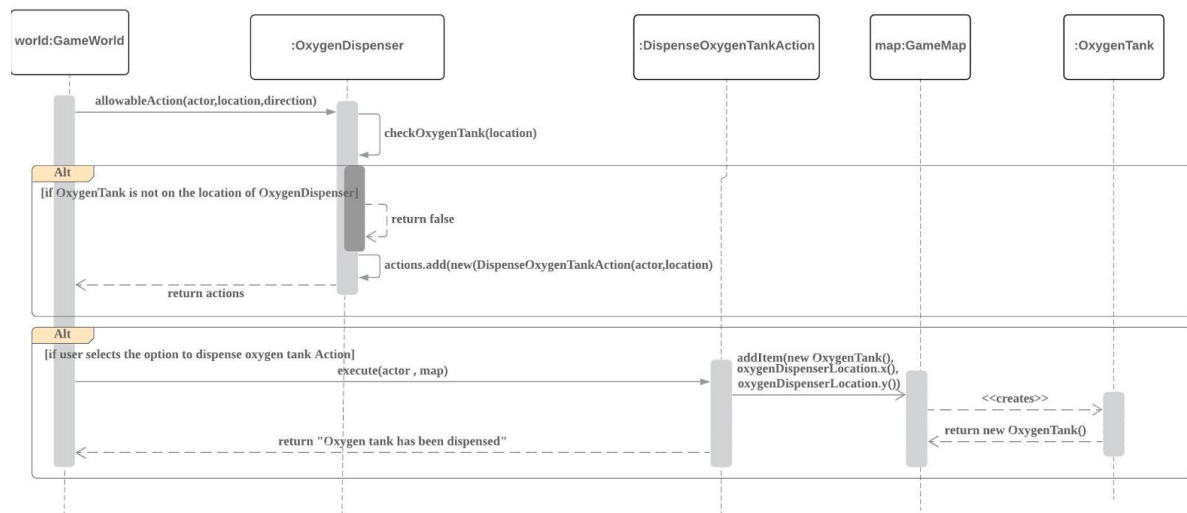 world:GameWorld
:OxygenDispenser
:DispenseOxygenTankAction
map:GameMap
:OxygenTank
allowableAction(actor,location,direction)
checkOxygenTank(location)
Alt
[if OxygenTank is not on the location of OxygenDispenser]
return false
actions.add(new(DispenseOxygenTankAction(actor,location)
return actions
Alt
[if user selects the option to dispense oxygen tank Action]
execute(actor , map)
addItem(new OxygenTank(),
oxygenDispenserLocation.x(),
oxygenDispenserLocation.y())
<<creates>>
return new OxygenTank()
return "Oxygen tank has been dispensed"